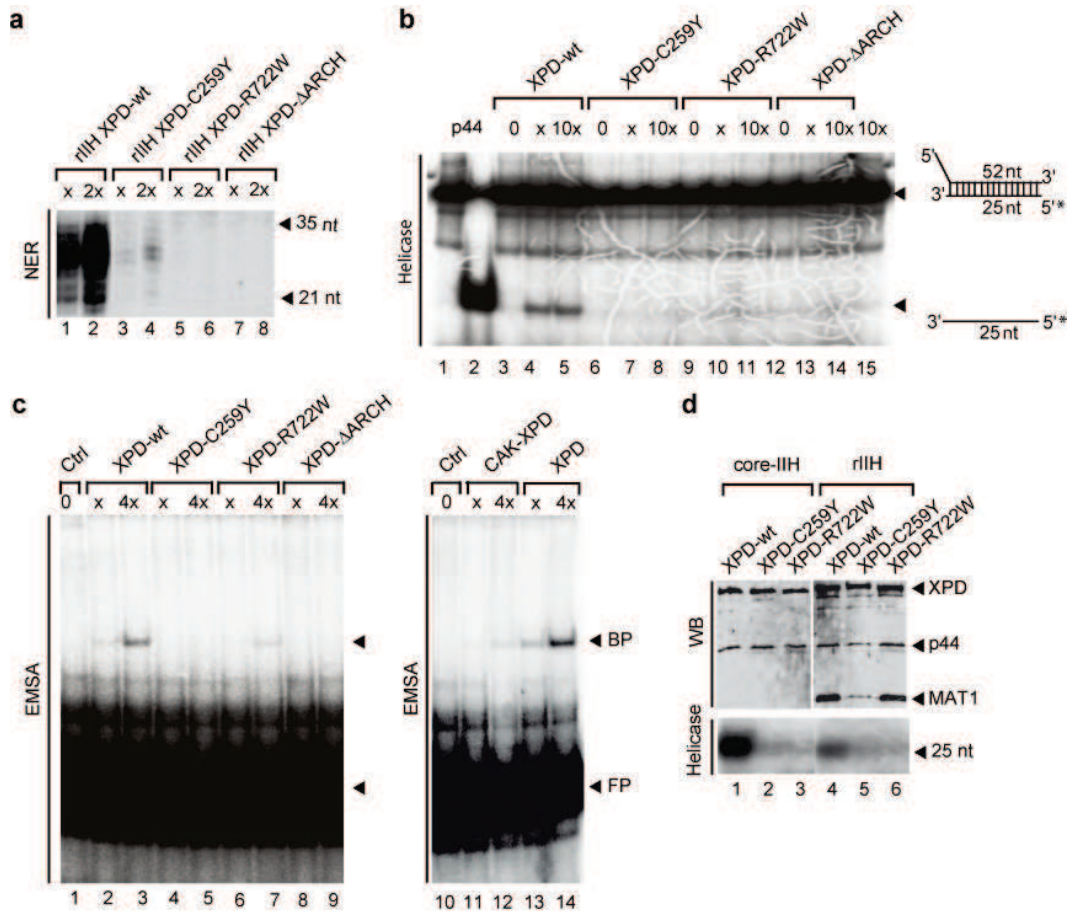 a
rIIH XPD-wt
rIIH XPD-C259Y
rIIH XPD-R722W
rIIH XPD-ΔARCH
x 2x x 2x x 2x x 2x
NER
35 nt
21 nt
1 2 3 4 5 6 7 8
b
XPD-wt
XPD-C259Y
XPD-R722W
XPD-ΔARCH
p44 0 x 10x 0 x 10x 0 x 10x 0 x 10x 10x
Helicase
5'
52 nt
3'
3'
25 nt
5'*
3'
5'*
25 nt
1 2 3 4 5 6 7 8 9 10 11 12 13 14 15
c
Ctrl
XPD-wt
XPD-C259Y
XPD-R722W
XPD-ΔARCH
0 x 4x x 4x x 4x x 4x
EMSA
1 2 3 4 5 6 7 8 9
Ctrl
CAK-XPD
XPD
0 x 4x x 4x
EMSA
BP
FP
10 11 12 13 14
d
core-IIH rIIH
XPD-wt
XPD-C259Y
XPD-R722W
XPD-wt
XPD-C259Y
XPD-R722W
WB
XPD
p44
MAT1
Helicase
25 nt
1 2 3 4 5 6